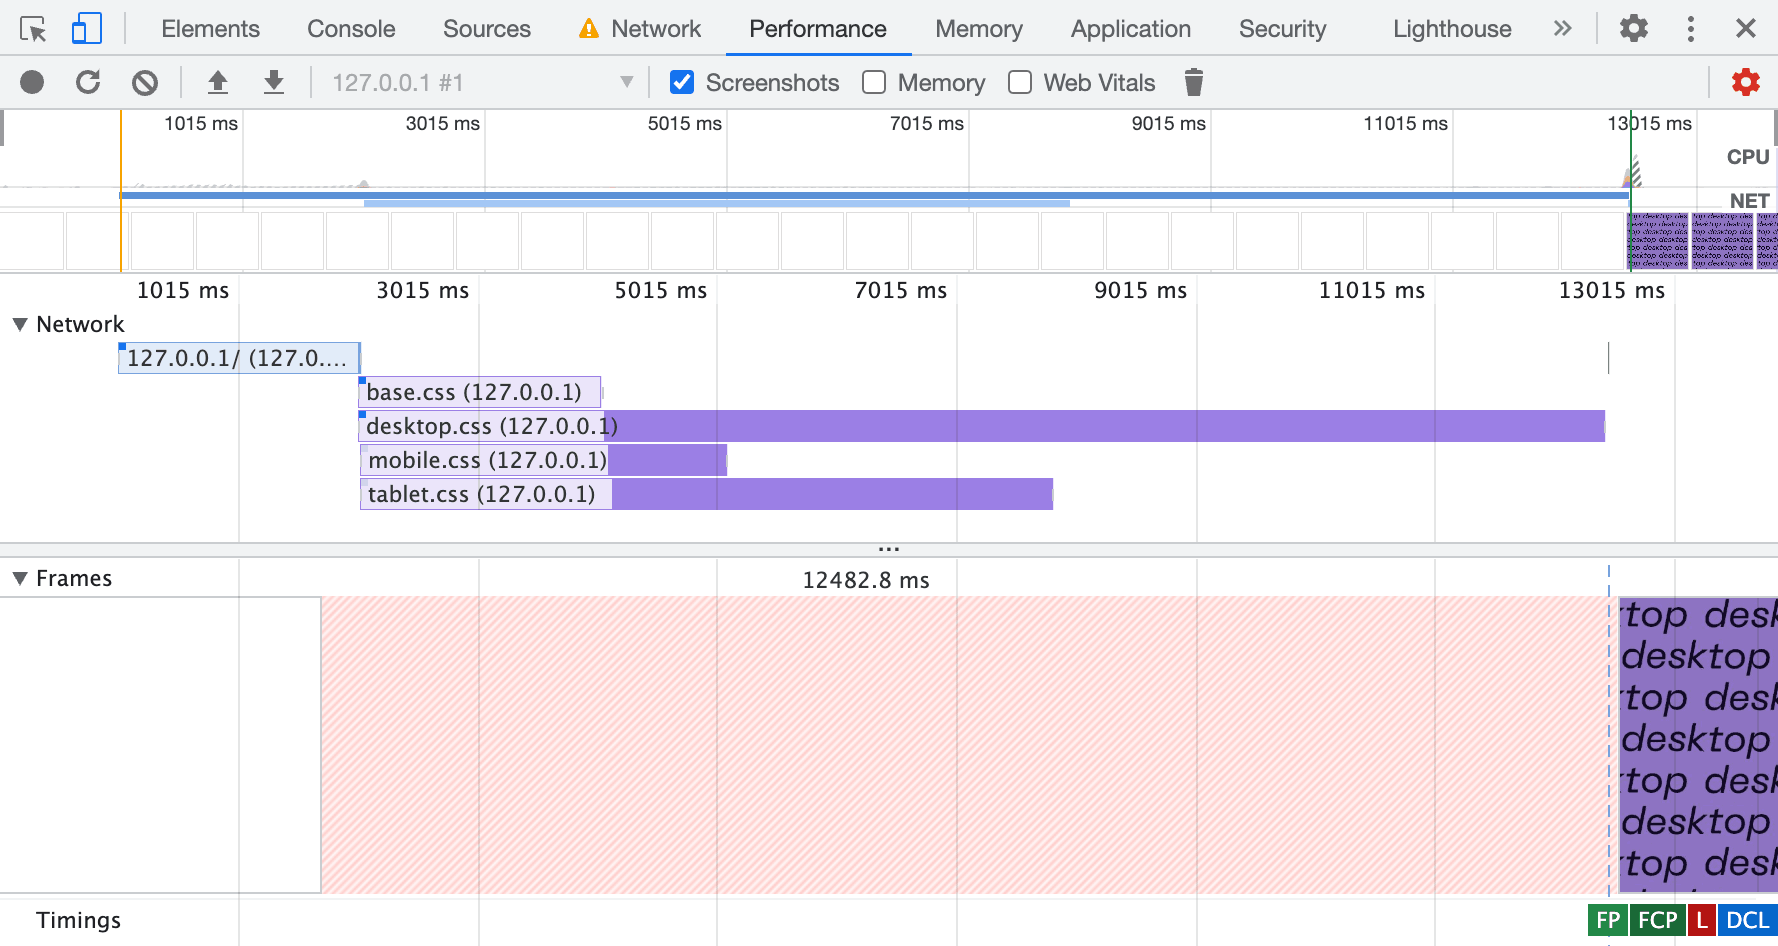 Elements Console Sources Network Performance Memory Application Security Lighthouse »
127.0.0.1 #1 Screenshots Memory Web Vitals
1015 ms 3015 ms 5015 ms 7015 ms 9015 ms 11015 ms 13015 ms
CPU
NET
1015 ms 3015 ms 5015 ms 7015 ms 9015 ms 11015 ms 13015 ms
Network
127.0.0.1/ (127.0....
base.css (127.0.0.1)
desktop.css (127.0.0.1)
mobile.css (127.0.0.1)
tablet.css (127.0.0.1)
...
Frames
12482.8 ms
top desk
desktop
top desk
desktop
top desk
desktop
top desk
Timings
FP FCP L DCL